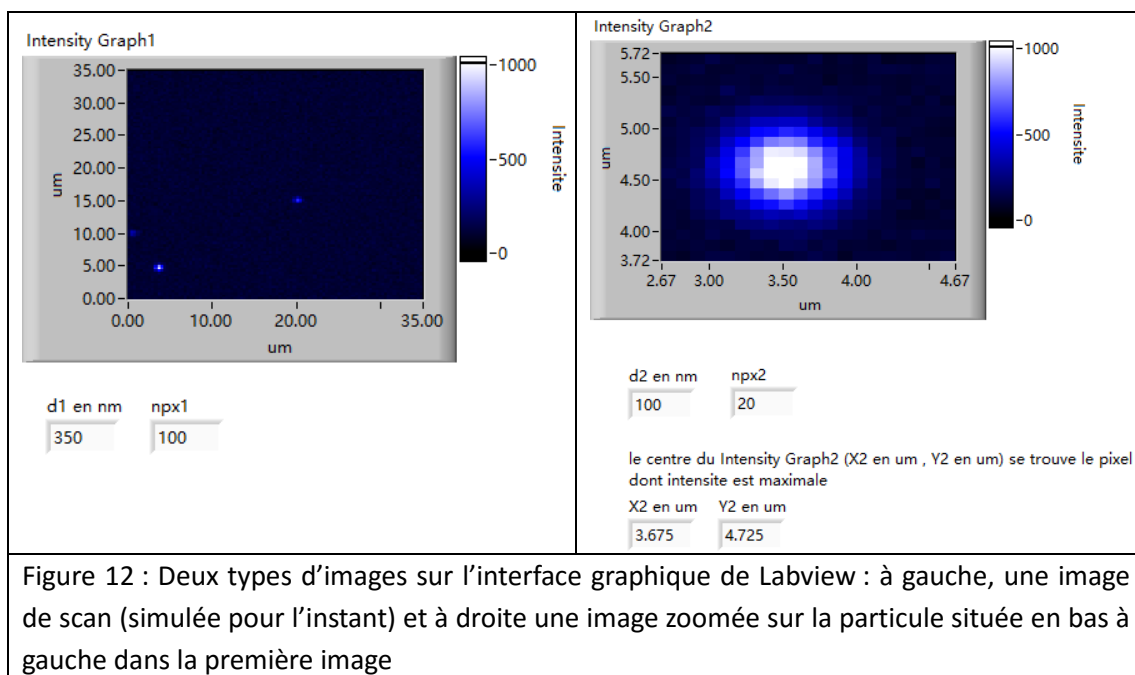 Intensity Graph1
35.00
30.00
25.00
20.00
15.00
10.00
5.00
0.00
um
0.00 10.00 20.00 35.00
um
1000
500
0
Intensite
d1 en nm npx1
350 100
Intensity Graph2
5.72
5.50
5.00
4.50
4.00
3.72
um
2.67 3.00 3.50 4.00 4.67
um
1000
500
0
Intensite
d2 en nm npx2
100 20
le centre du Intensity Graph2 (X2 en um , Y2 en um) se trouve le pixel
dont intensite est maximale
X2 en um Y2 en um
3.675 4.725
Figure 12 : Deux types d’images sur l’interface graphique de Labview : à gauche, une image
de scan (simulée pour l’instant) et à droite une image zoomée sur la particule située en bas à
gauche dans la première image